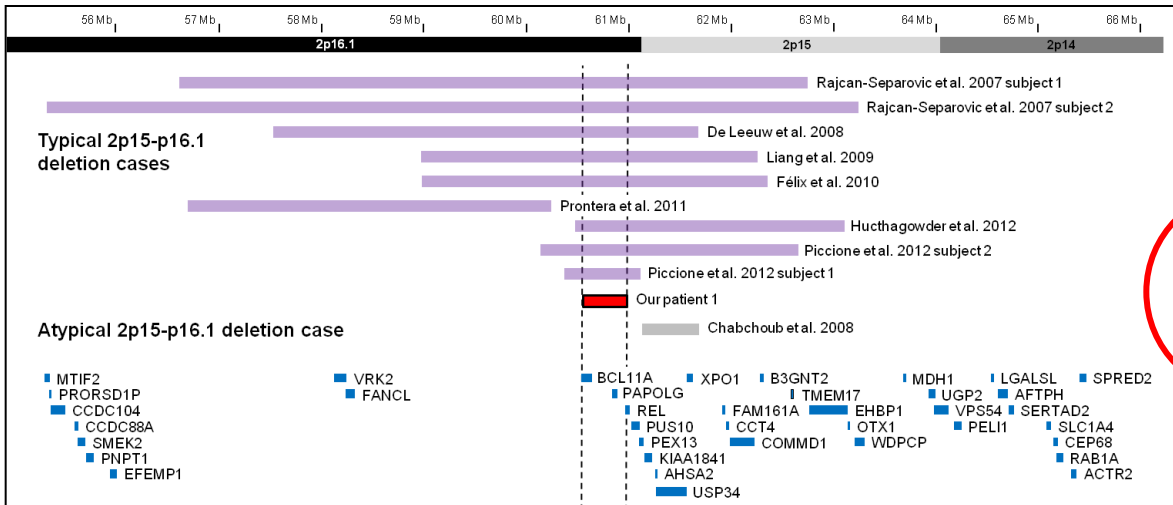 56 Mb 57 Mb 58 Mb 59 Mb 60 Mb 61 Mb 62 Mb 63 Mb 64 Mb 65 Mb 66 Mb
2p16.1 2p15 2p14
Rajcan-Separovic et al. 2007 subject 1
Rajcan-Separovic et al. 2007 subject 2
Typical 2p15-p16.1
deletion cases
De Leeuw et al. 2008
Liang et al. 2009
Félix et al. 2010
Prontera et al. 2011
Hucthagowder et al. 2012
Piccione et al. 2012 subject 2
Piccione et al. 2012 subject 1
Our patient 1
Atypical 2p15-p16.1 deletion case
Chabchoub et al. 2008
MTIF2 VRK2 BCL11A XPO1 B3GNT2 MDH1 LGALSL SPRED2
PRORSD1P FANCL PAPOLG TMEM17 UGP2 AFTPH
CCDC104 REL FAM161A EHBP1 VPS54 SERTAD2
CCDC88A PUS10 CCT4 OTX1 PELI1 SLC1A4
SMEK2 PEX13 COMMD1 WDPCP CEP68
PNPT1 KIAA1841 RAB1A
EFEMP1 AHSA2 ACTR2
USP34